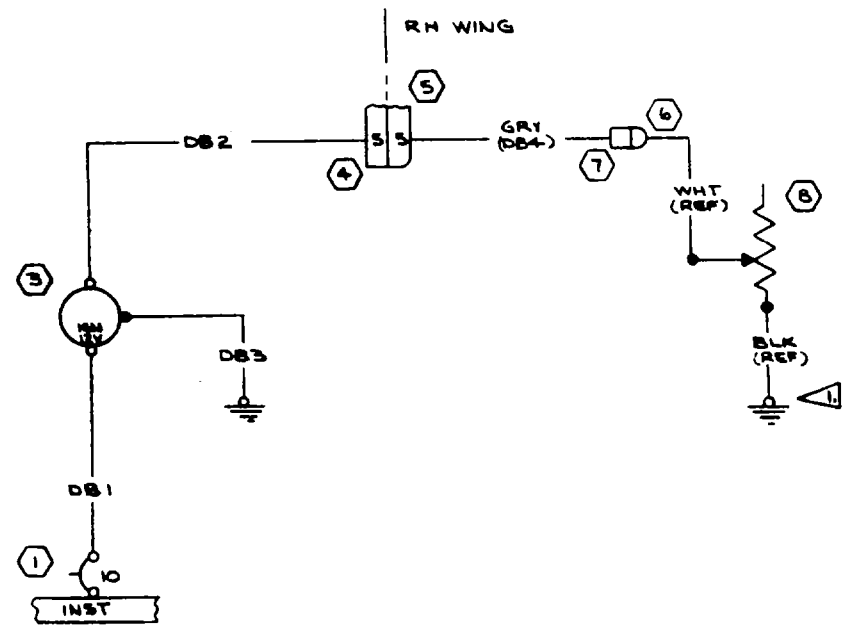 RH WING
5
DB2
5
5
GRY
(DB4)
6
4
7
WHT
(REF)
8
3
12V
DB3
BLK
(REF)
1.
DB1
1
10
INST